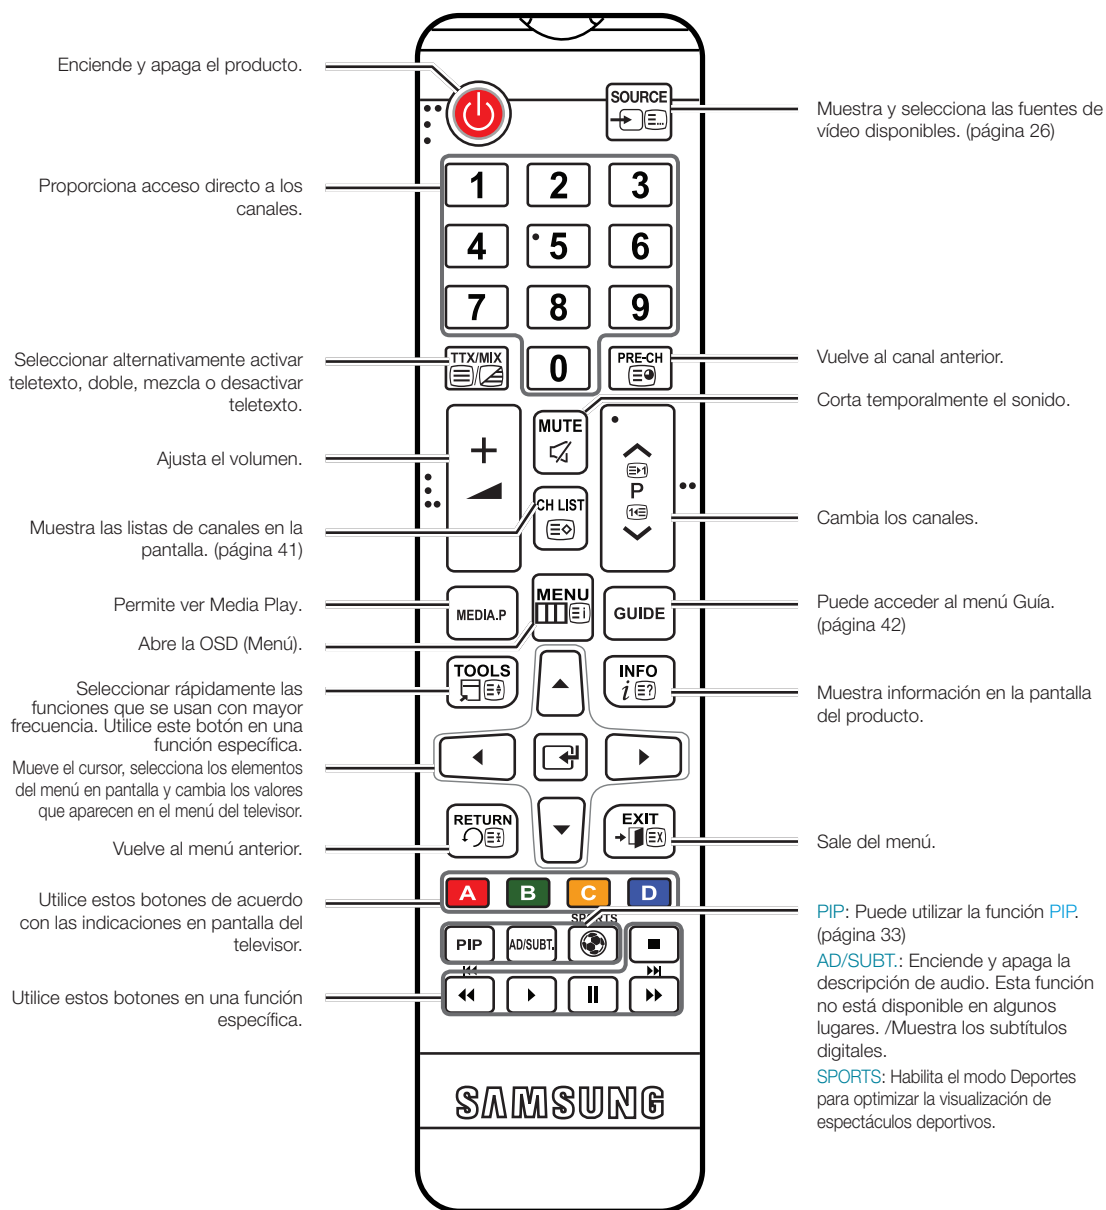 Enciende y apaga el producto.
Proporciona acceso directo a los
canales.
Seleccionar alternativamente activar
teletexto, doble, mezcla o desactivar
teletexto.
Ajusta el volumen.
Muestra las listas de canales en la
pantalla. (página 41)
Permite ver Media Play.
Abre la OSD (Menú).
Seleccionar rápidamente las
funciones que se usan con mayor
frecuencia. Utilice este botón en una
función específica.
Mueve el cursor, selecciona los elementos
del menú en pantalla y cambia los valores
que aparecen en el menú del televisor.
Vuelve al menú anterior.
Utilice estos botones de acuerdo
con las indicaciones en pantalla del
televisor.
Utilice estos botones en una función
específica.
SOURCE
1 2 3
4 5 6
7 8 9
TTX/MIX 0 PRE-CH
MUTE
CH LIST
P
MEDIA.P MENU GUIDE
TOOLS INFO
RETURN EXIT
A B C D
SPORTS
PIP AD/SUBT.
SAMSUNG
Muestra y selecciona las fuentes de
vídeo disponibles. (página 26)
Vuelve al canal anterior.
Corta temporalmente el sonido.
Cambia los canales.
Puede acceder al menú Guía.
(página 42)
Muestra información en la pantalla
del producto.
Sale del menú.
PIP: Puede utilizar la función PIP.
(página 33)
AD/SUBT.: Enciende y apaga la
descripción de audio. Esta función
no está disponible en algunos
lugares. /Muestra los subtítulos
digitales.
SPORTS: Habilita el modo Deportes
para optimizar la visualización de
espectáculos deportivos.